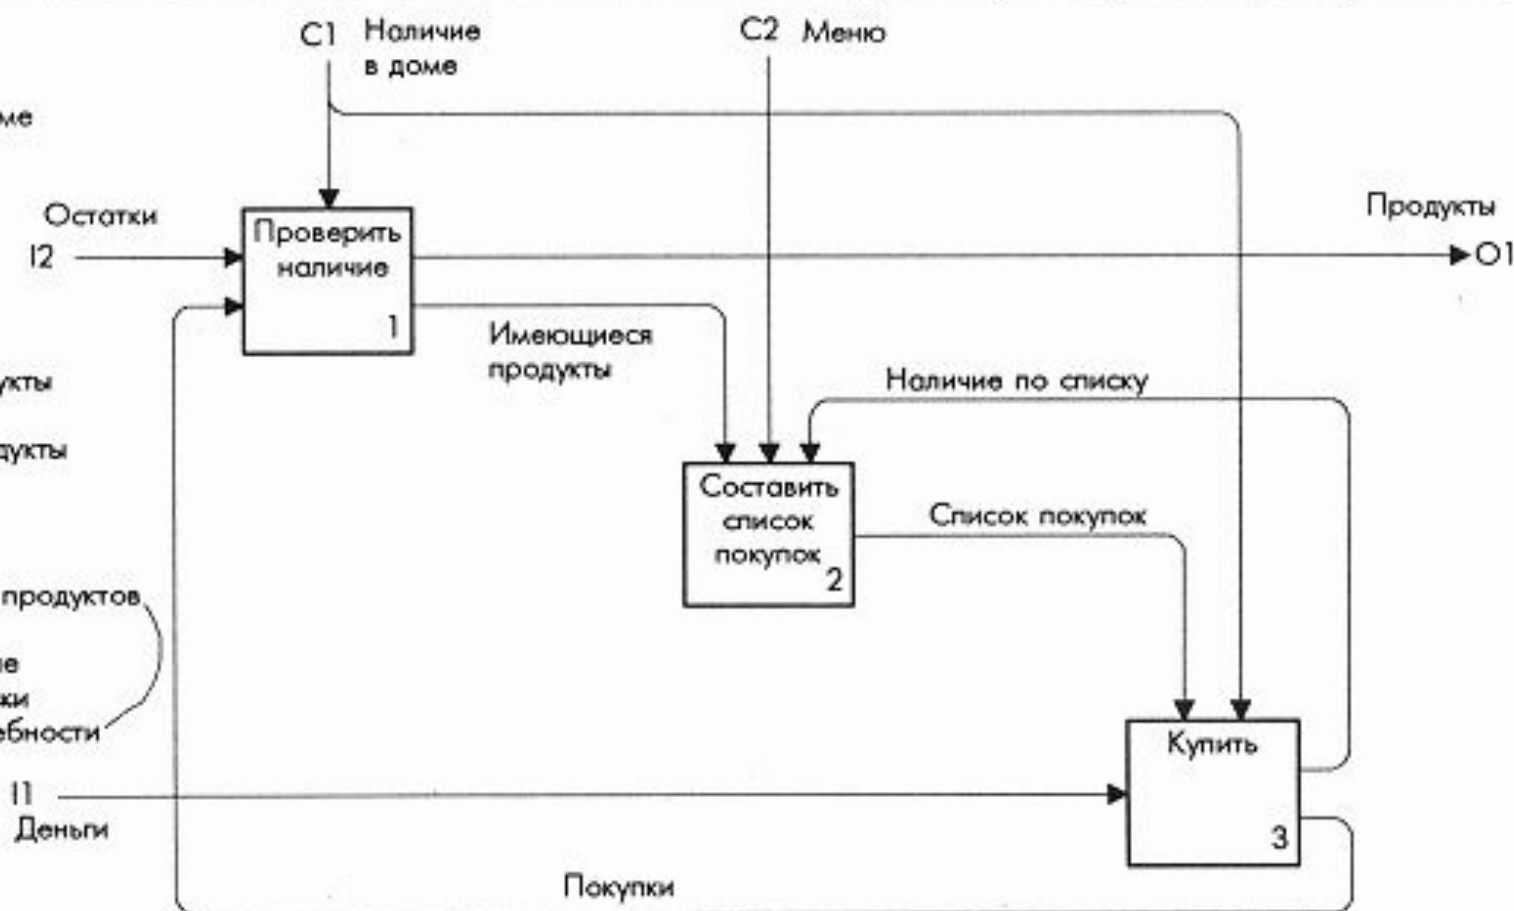 C1 Наличие
в доме
C2 Меню
Остатки
I2
Проверить
наличие
1
Продукты
O1
Имеющиеся
продукты
Наличие по списку
Составить
список
покупок
2
Список покупок
продуктов
Купить
3
I1
Деньги
Покупки